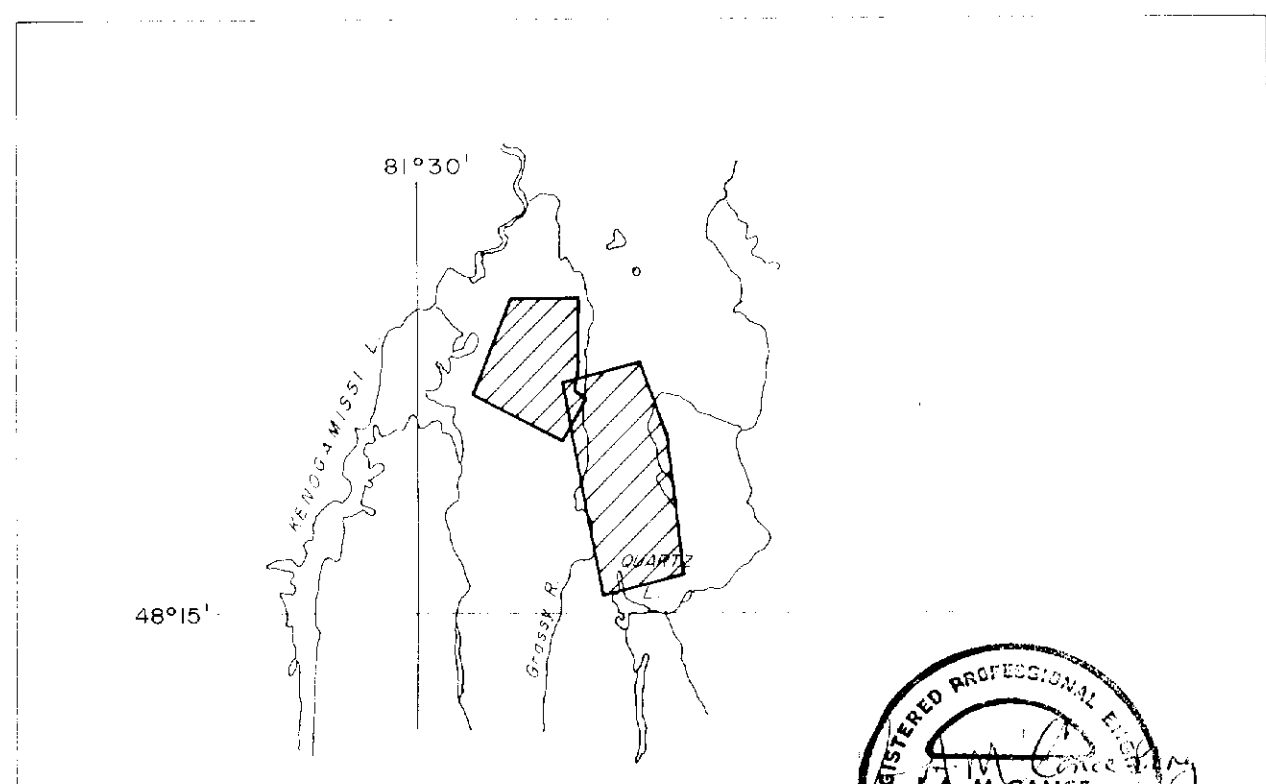 81°30'
KENOGAMISSI L.
QUARTZ
L.
Grassy R.
48°15'
REGISTERED PROFESSIONAL